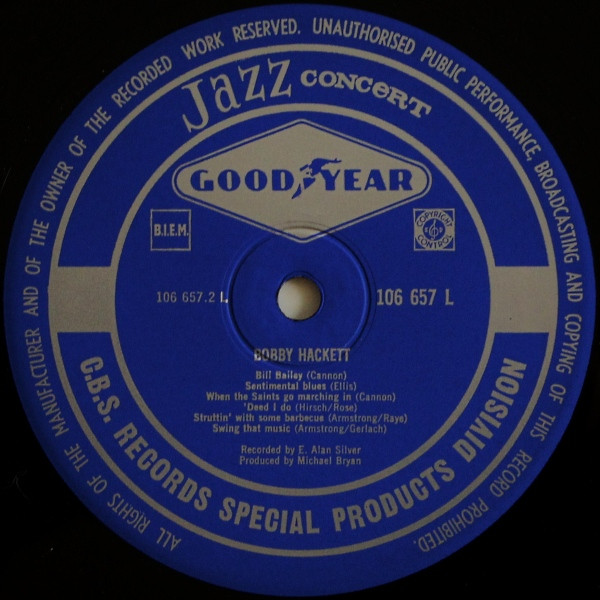 ALL RIGHTS OF THE MANUFACTURER AND OF THE OWNER OF THE RECORDED WORK RESERVED. UNAUTHORISED PUBLIC PERFORMANCE, BROADCASTING AND COPYING OF THIS RECORD PROHIBITED.
Jazz CONCERT
GOOD YEAR
B.I.E.M.
COPYRIGHT CONTROL
106 657.2 L
106 657 L
BOBBY HACKETT
Bill Bailey (Cannon)
Sentimental blues (Ellis)
When the Saints go marching in (Cannon)
'Deed I do (Hirsch/Rose)
Struttin' with some barbecue (Armstrong/Raye)
Swing that music (Armstrong/Gerlach)
Recorded by E. Alan Silver
Produced by Michael Bryan
C.B.S. RECORDS SPECIAL PRODUCTS DIVISION